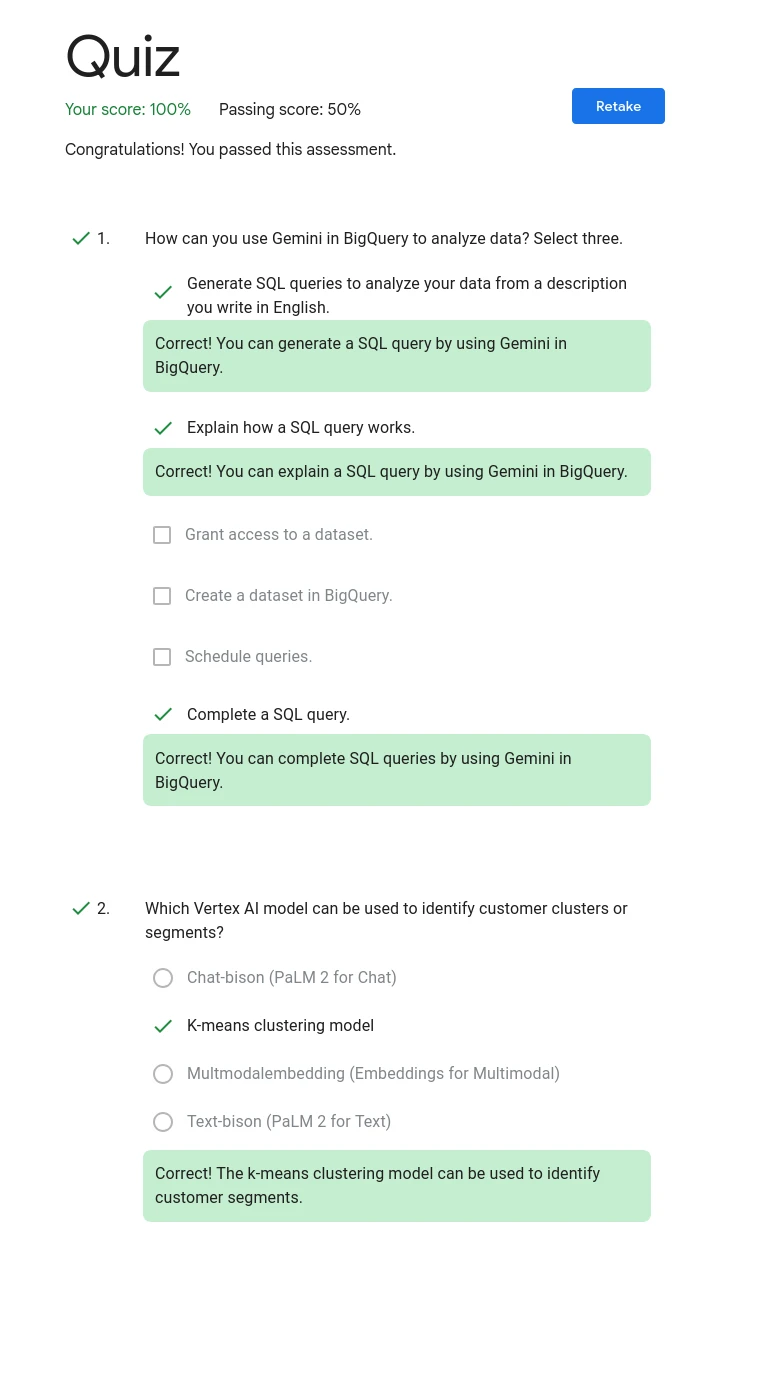 Quiz
Your score: 100% Passing score: 50%
Retake
Congratulations! You passed this assessment.
1. How can you use Gemini in BigQuery to analyze data? Select three.
Generate SQL queries to analyze your data from a description
you write in English.
Correct! You can generate a SQL query by using Gemini in
BigQuery.
Explain how a SQL query works.
Correct! You can explain a SQL query by using Gemini in BigQuery.
Grant access to a dataset.
Create a dataset in BigQuery.
Schedule queries.
Complete a SQL query.
Correct! You can complete SQL queries by using Gemini in
BigQuery.
2. Which Vertex AI model can be used to identify customer clusters or
segments?
Chat-bison (PaLM 2 for Chat)
K-means clustering model
Multmodalembedding (Embeddings for Multimodal)
Text-bison (PaLM 2 for Text)
Correct! The k-means clustering model can be used to identify
customer segments.